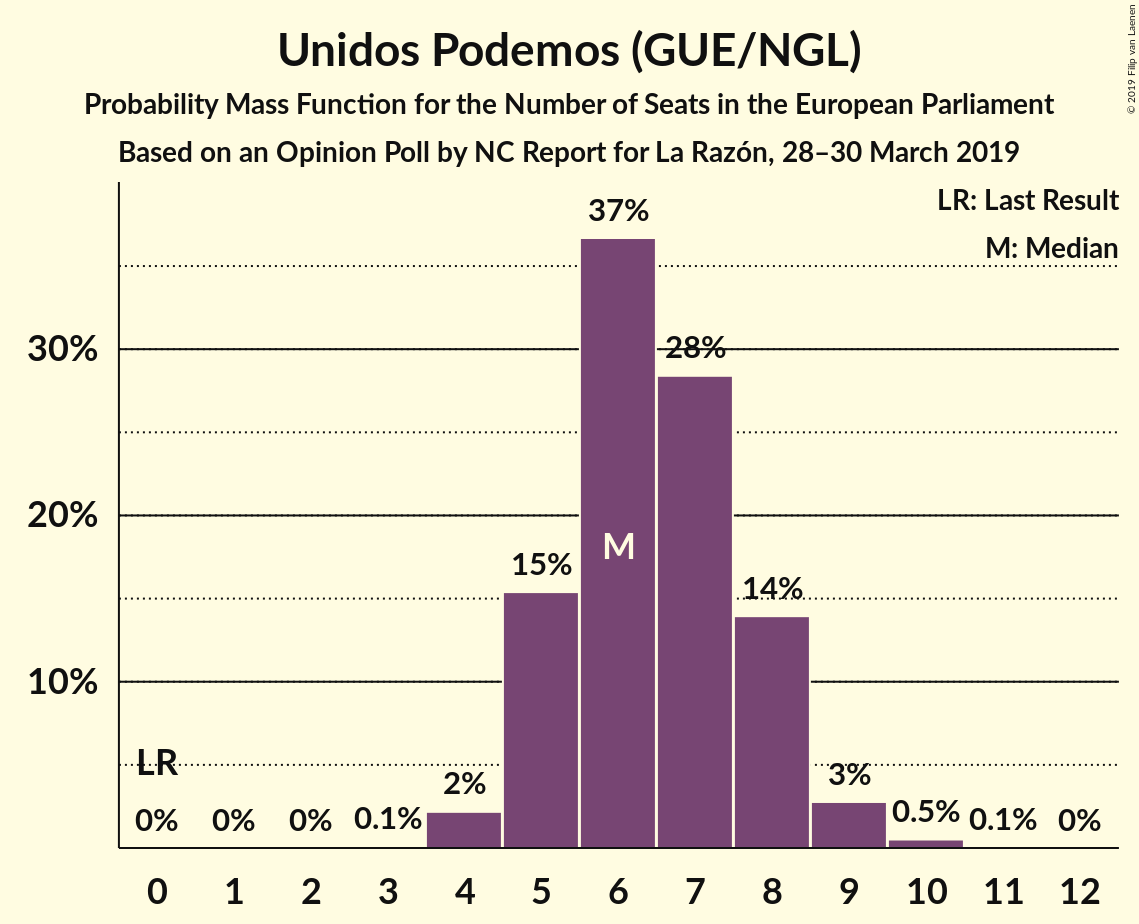 Unidos Podemos (GUE/NGL)
Probability Mass Function for the Number of Seats in the European Parliament
Based on an Opinion Poll by NC Report for La Razón, 28–30 March 2019
© 2019 Filip van Laenen
LR: Last Result
M: Median
30%
20%
10%
LR
0%
0%
0%
0.1%
2%
15%
37%
M
28%
14%
3%
0.5%
0.1%
0%
0 1 2 3 4 5 6 7 8 9 10 11 12